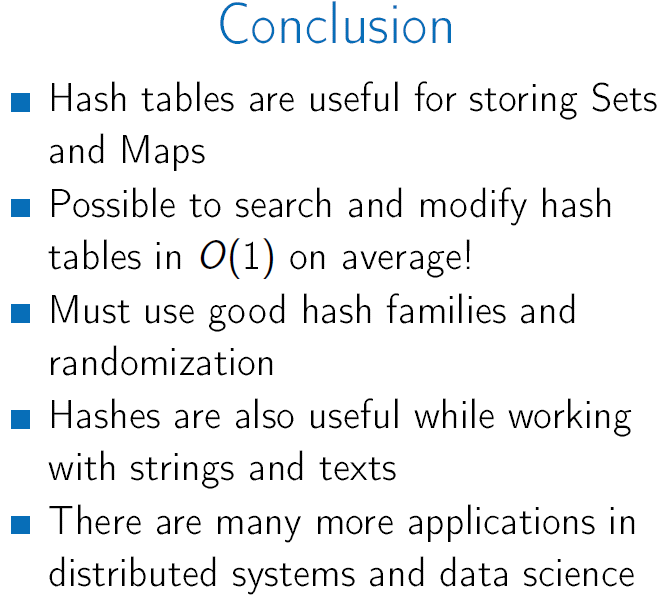 Conclusion
■ Hash tables are useful for storing Sets
and Maps
■ Possible to search and modify hash
tables in O(1) on average!
■ Must use good hash families and
randomization
■ Hashes are also useful while working
with strings and texts
■ There are many more applications in
distributed systems and data science